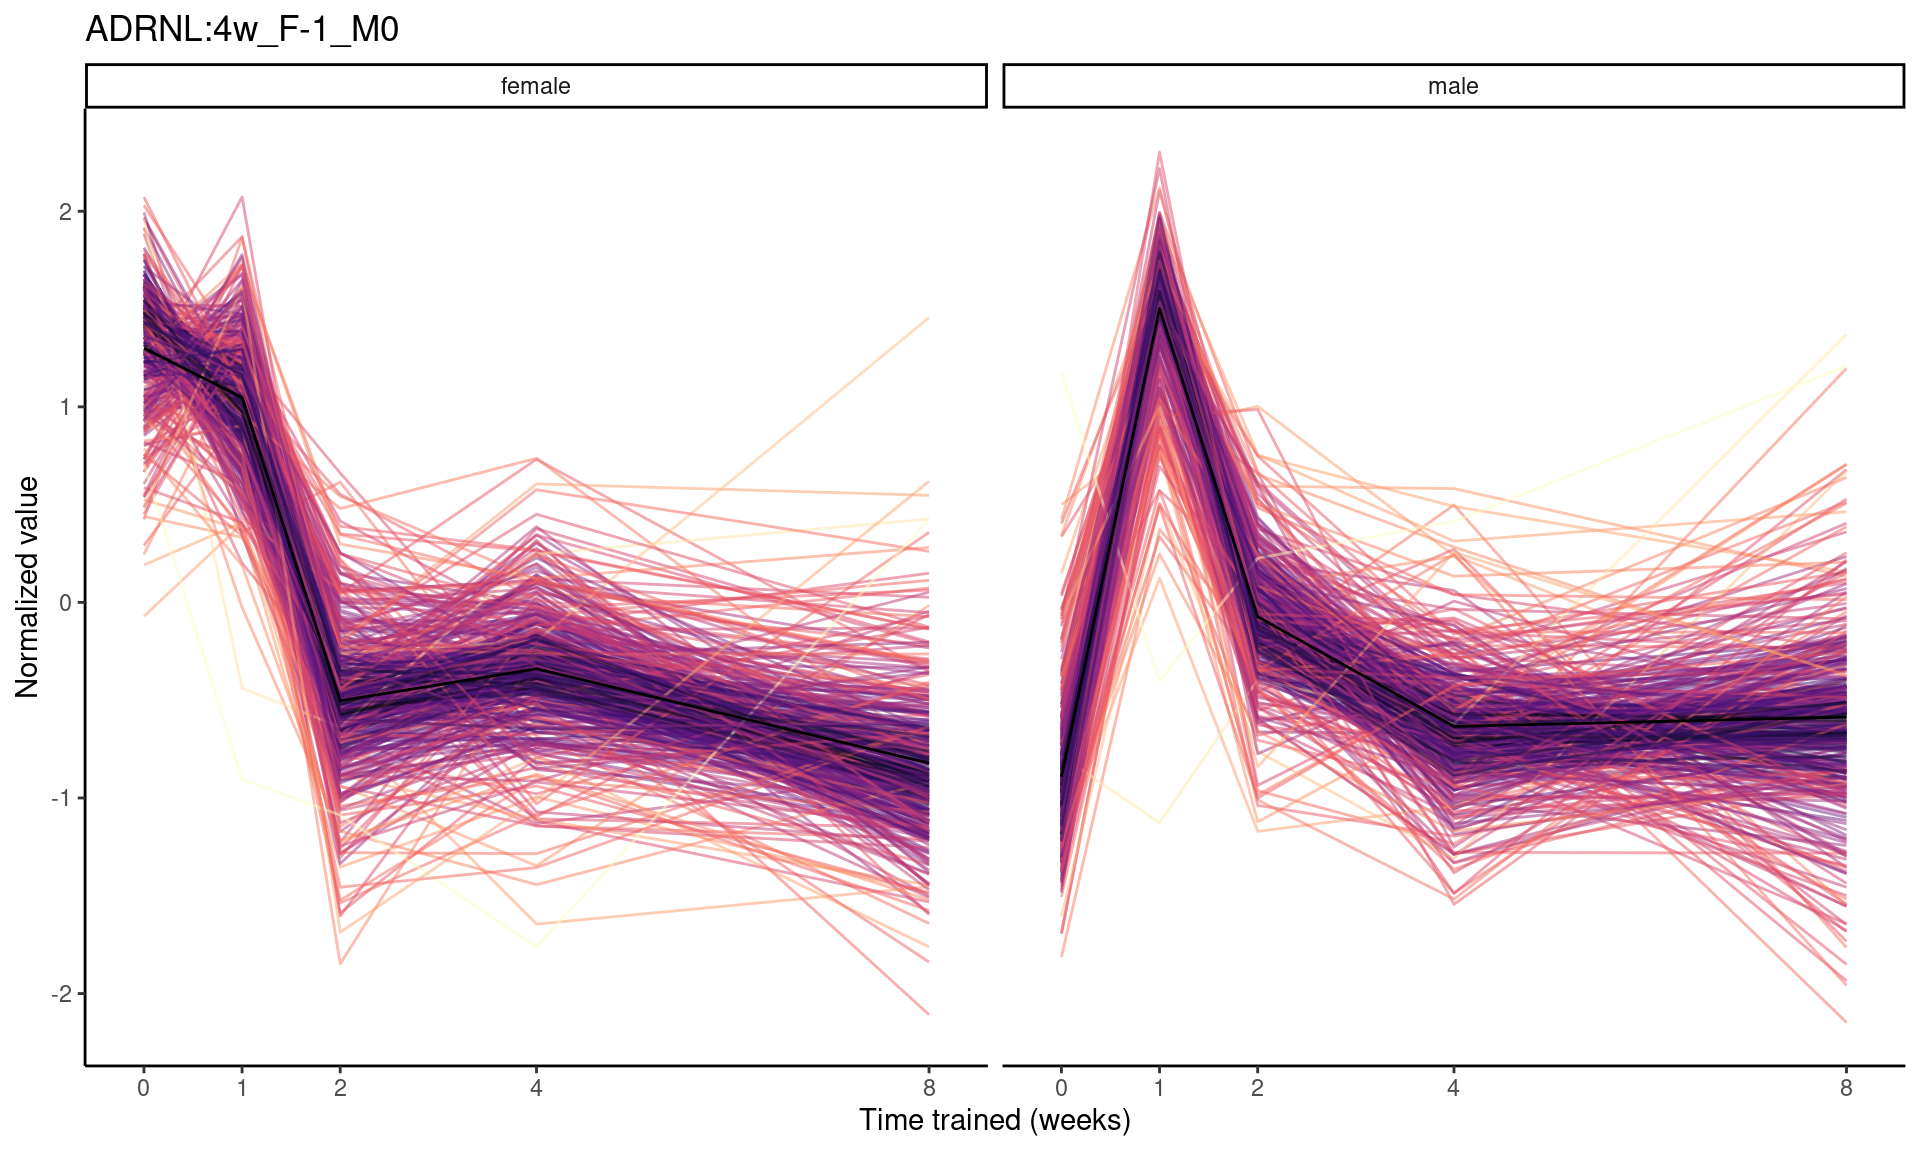 ADRNL:4w_F-1_M0
female
male
Normalized value
2
1
0
-1
-2
0 1 2 4 8
0 1 2 4 8
Time trained (weeks)